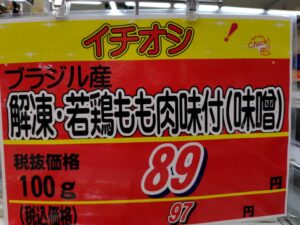 イチオシ
Check!
ブラジル産
解凍・若鶏もも肉味付(味噌)
税抜価格
100g
89
円
(税込価格)
97
円